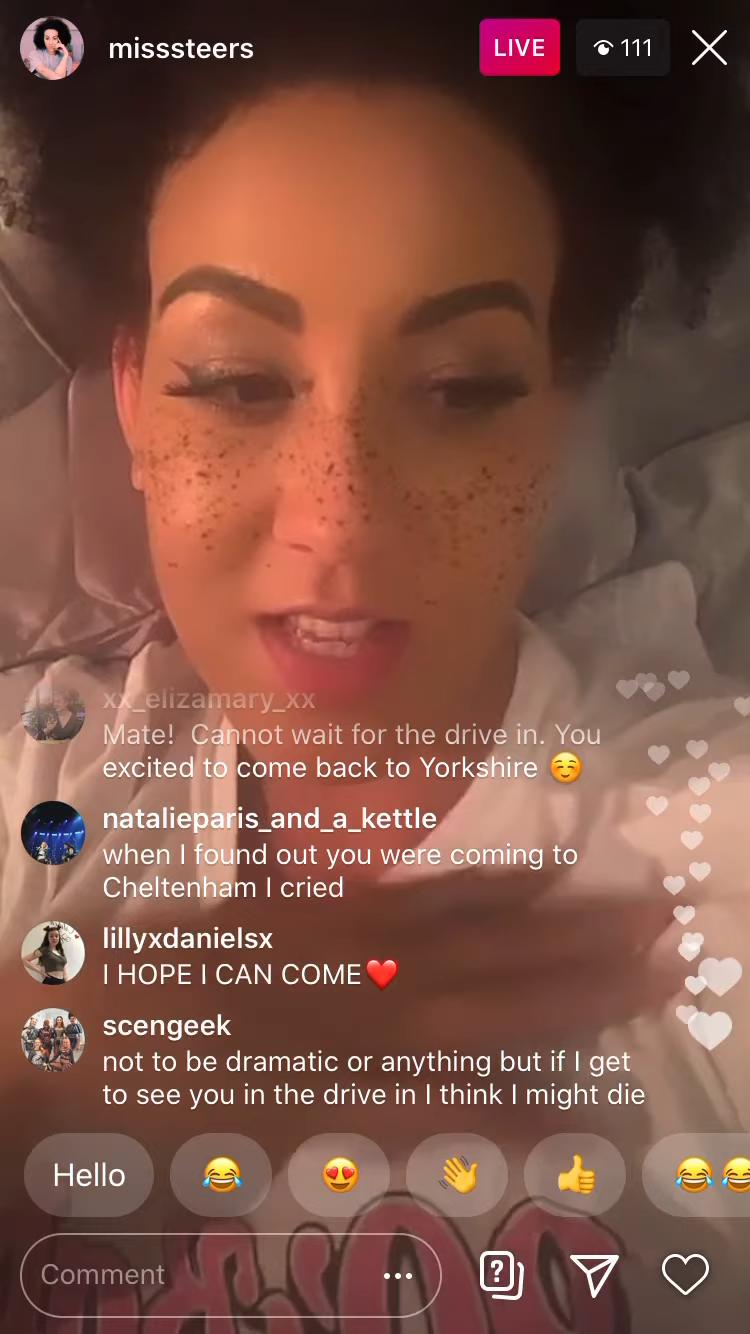 misssteers
LIVE
111
xx_elizamary_xx
Mate!  Cannot wait for the drive in. You
excited to come back to Yorkshire ☺️
natalieparis_and_a_kettle
when I found out you were coming to
Cheltenham I cried
lillyxdanielsx
I HOPE I CAN COME❤️
scengeek
not to be dramatic or anything but if I get
to see you in the drive in I think I might die
Hello
Comment